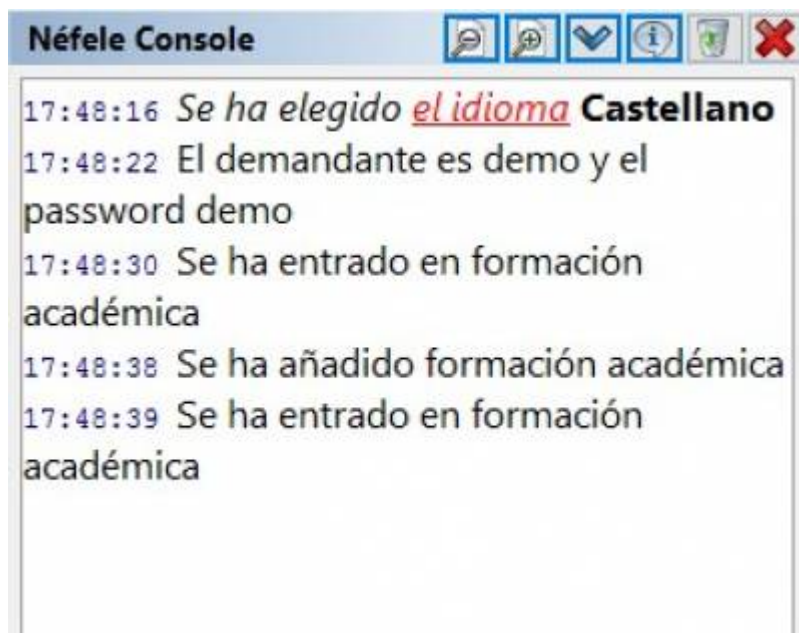 Néfele Console
17:48:16 Se ha elegido el idioma Castellano
17:48:22 El demandante es demo y el
password demo
17:48:30 Se ha entrado en formación
académica
17:48:38 Se ha añadido formación académica
17:48:39 Se ha entrado en formación
académica